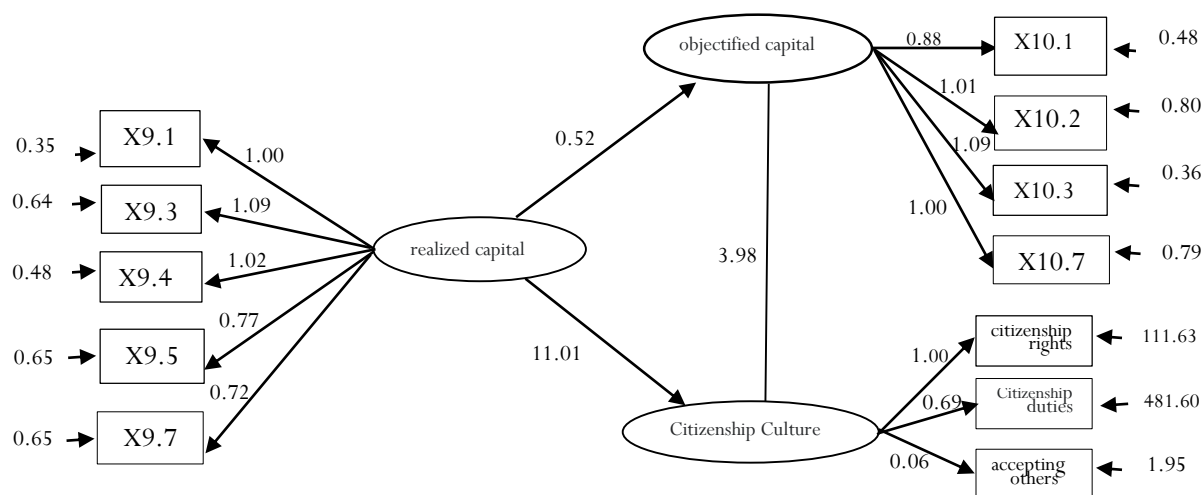 objectified capital
0.88
X10.1
0.48
1.01
X10.2
0.80
1.09
X10.3
0.36
1.00
X10.7
0.79
0.35
X9.1
1.00
0.64
X9.3
1.09
0.48
X9.4
1.02
0.65
X9.5
0.77
0.65
X9.7
0.72
realized capital
0.52
3.98
11.01
Citizenship Culture
1.00
citizenship
rights
111.63
0.69
Citizenship
duties
481.60
0.06
accepting
others
1.95